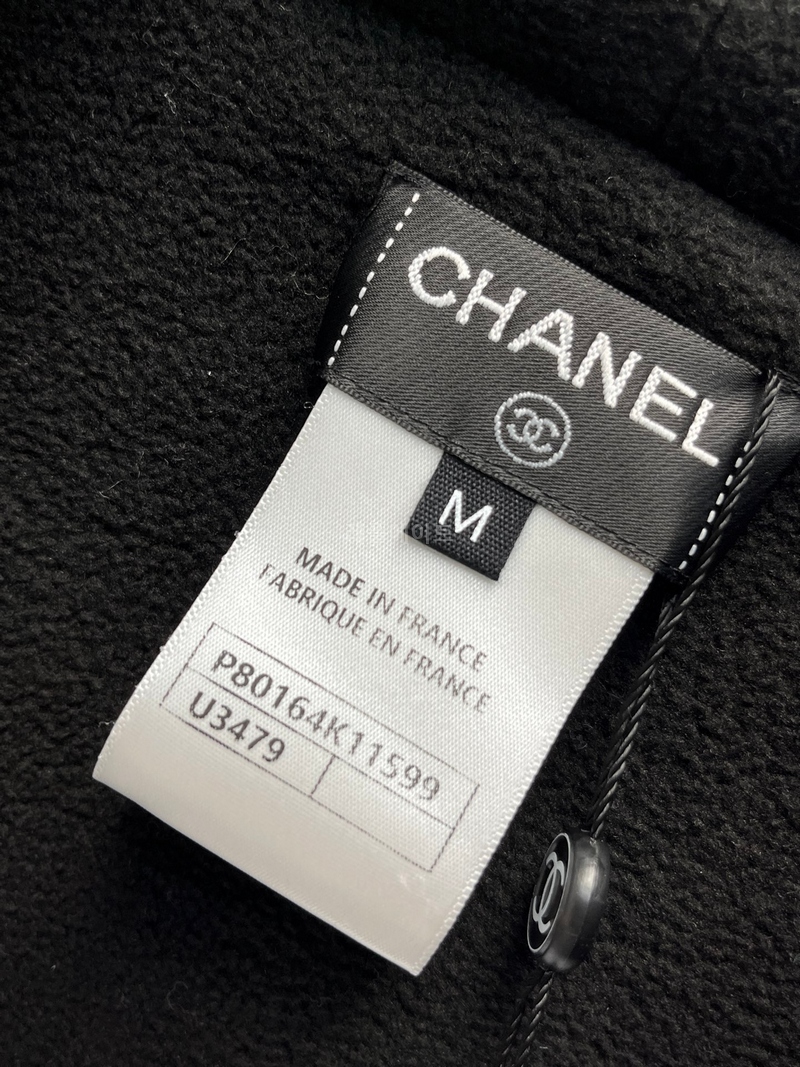 CHANEL
M
MADE IN FRANCE
FABRIQUE EN FRANCE
P80164K11599
U3479